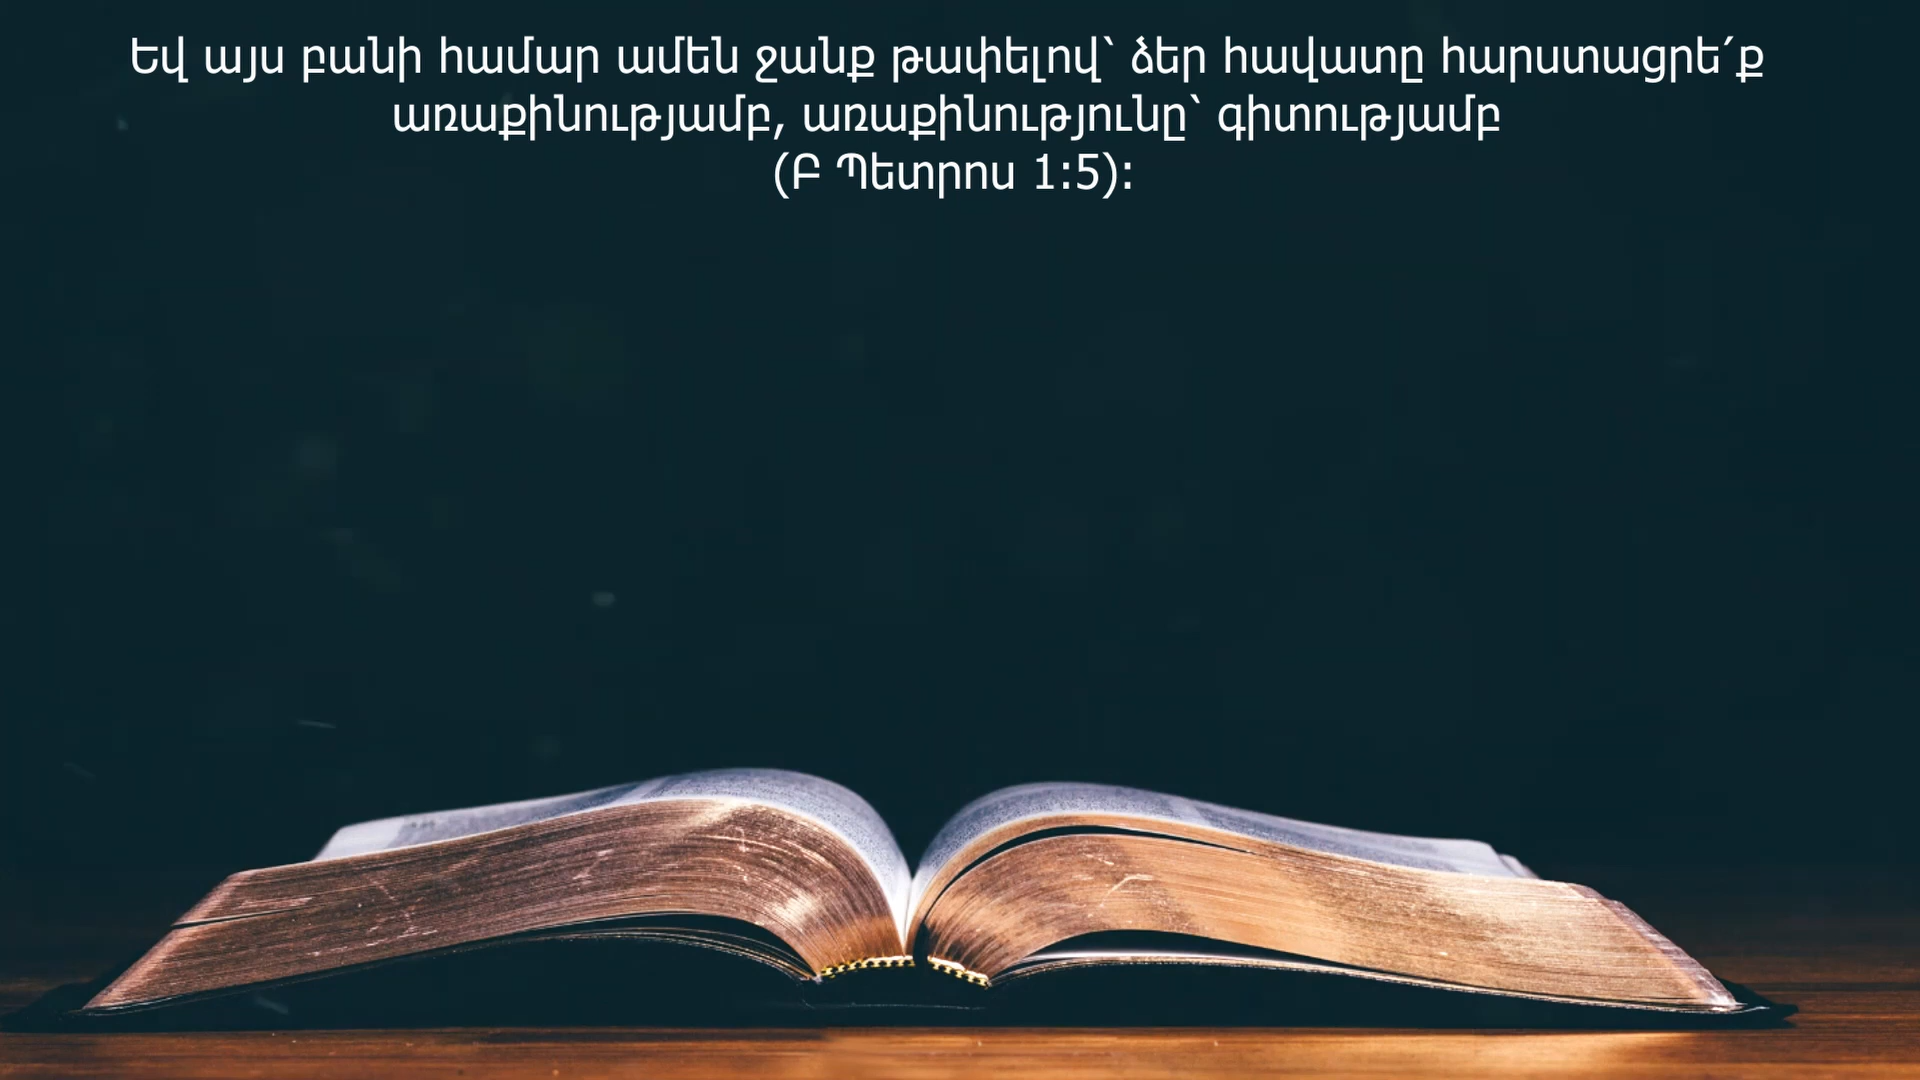 Եվ այս բանի համար ամեն ջանք թափելով՝ ձեր հավատը հարստացրե՛ք
առաքինությամբ, առաքինությունը՝ գիտությամբ
(Բ Պետրոս 1:5):